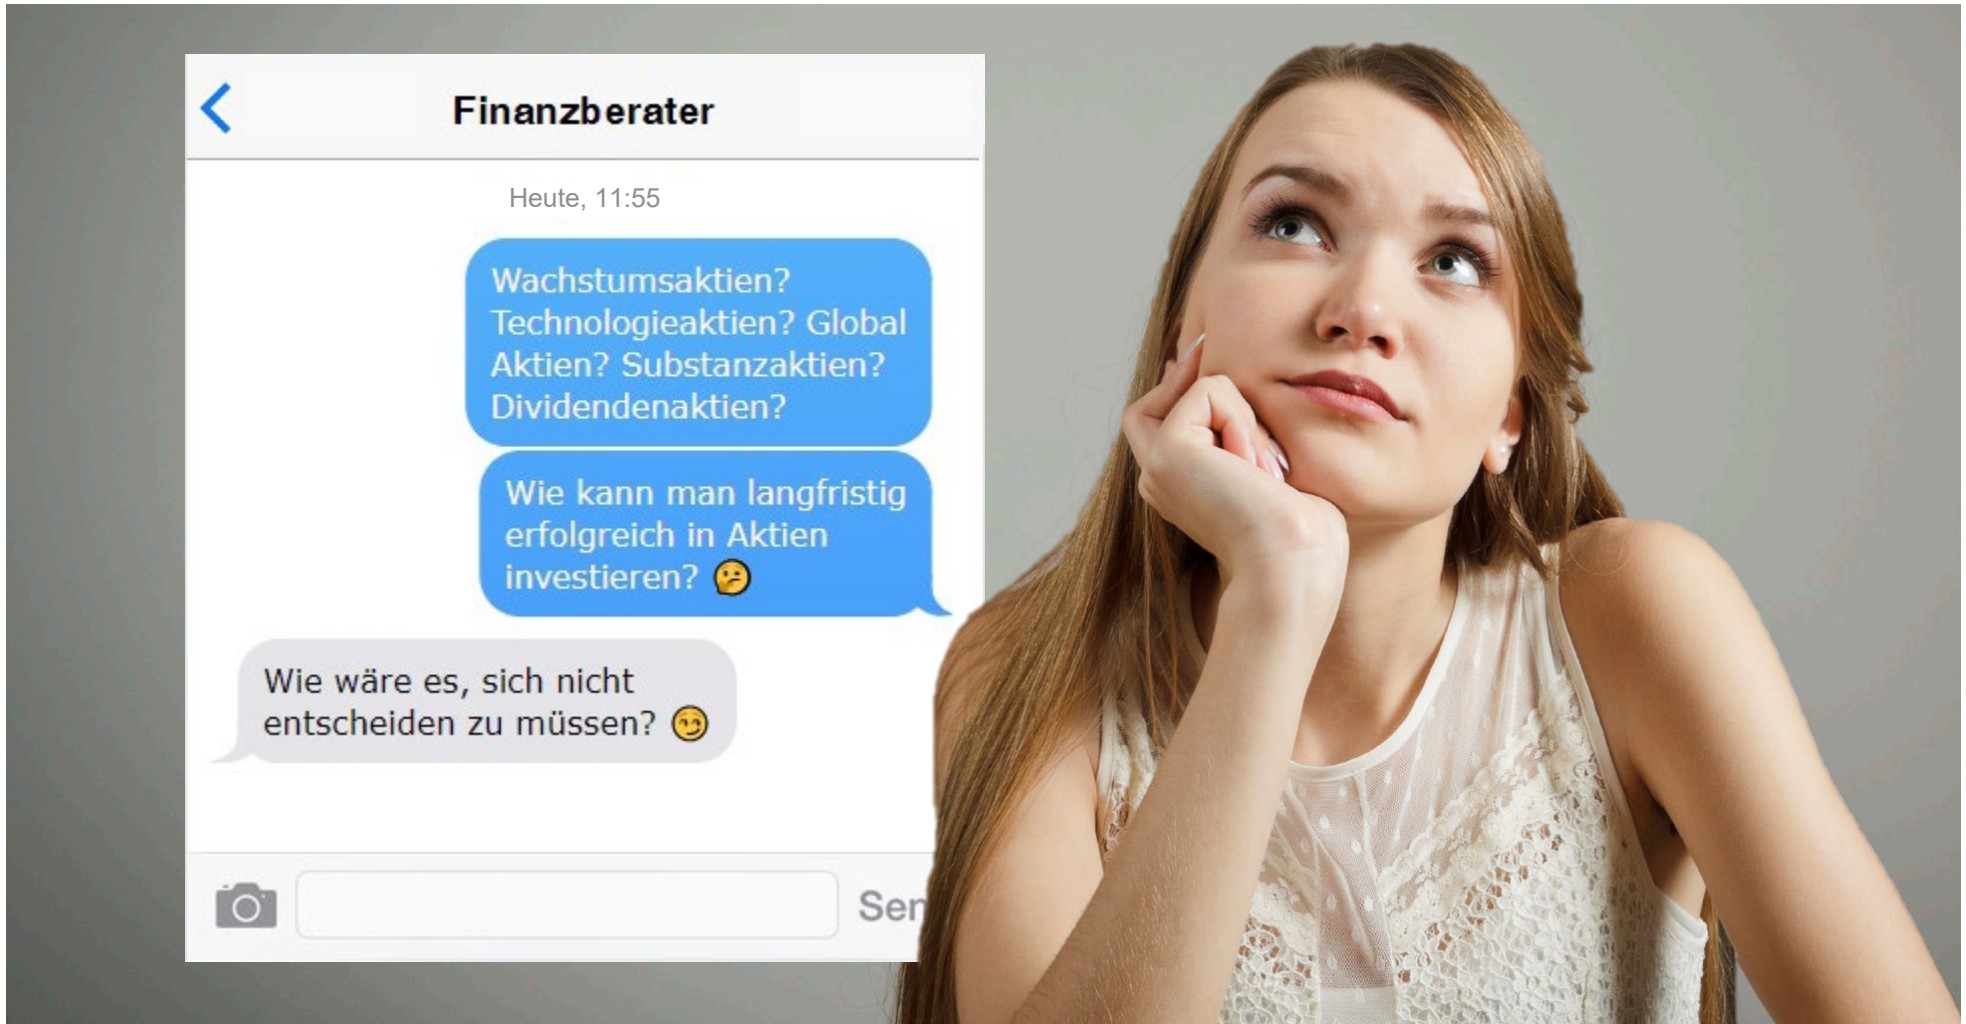 Finanzberater
Heute, 11:55
Wachstumsaktien?
Technologieaktien? Global
Aktien? Substanzaktien?
Dividendenaktien?
Wie kann man langfristig
erfolgreich in Aktien
investieren? 🤔
Wie wäre es, sich nicht
entscheiden zu müssen? 😏
Sen